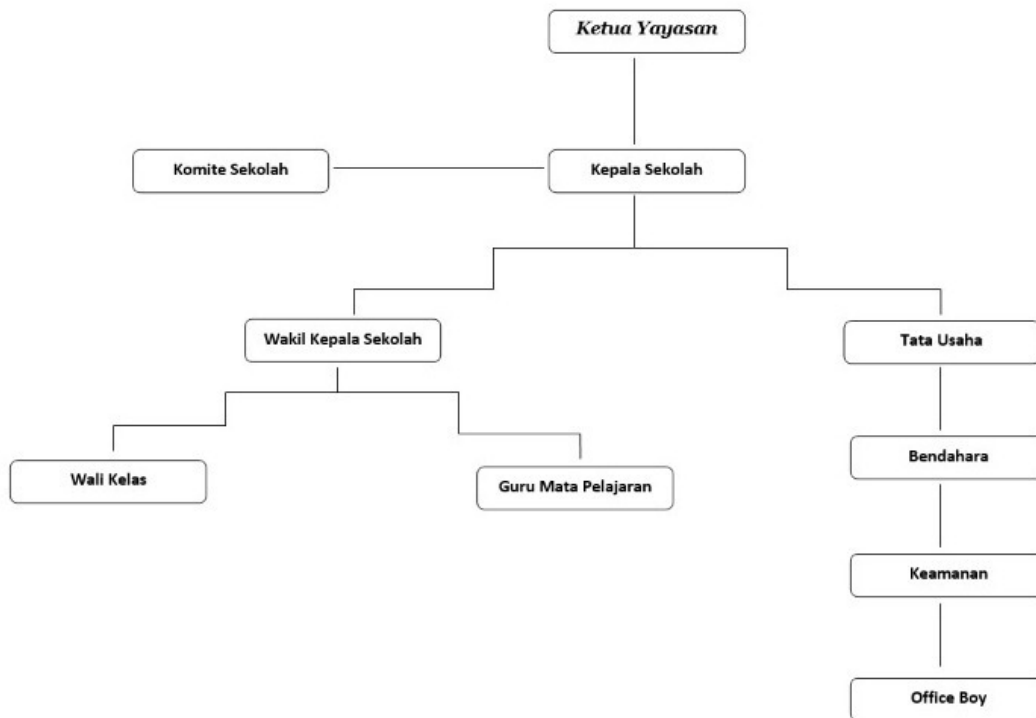 Ketua Yayasan
Komite Sekolah
Kepala Sekolah
Wakil Kepala Sekolah
Tata Usaha
Wali Kelas
Guru Mata Pelajaran
Bendahara
Keamanan
Office Boy